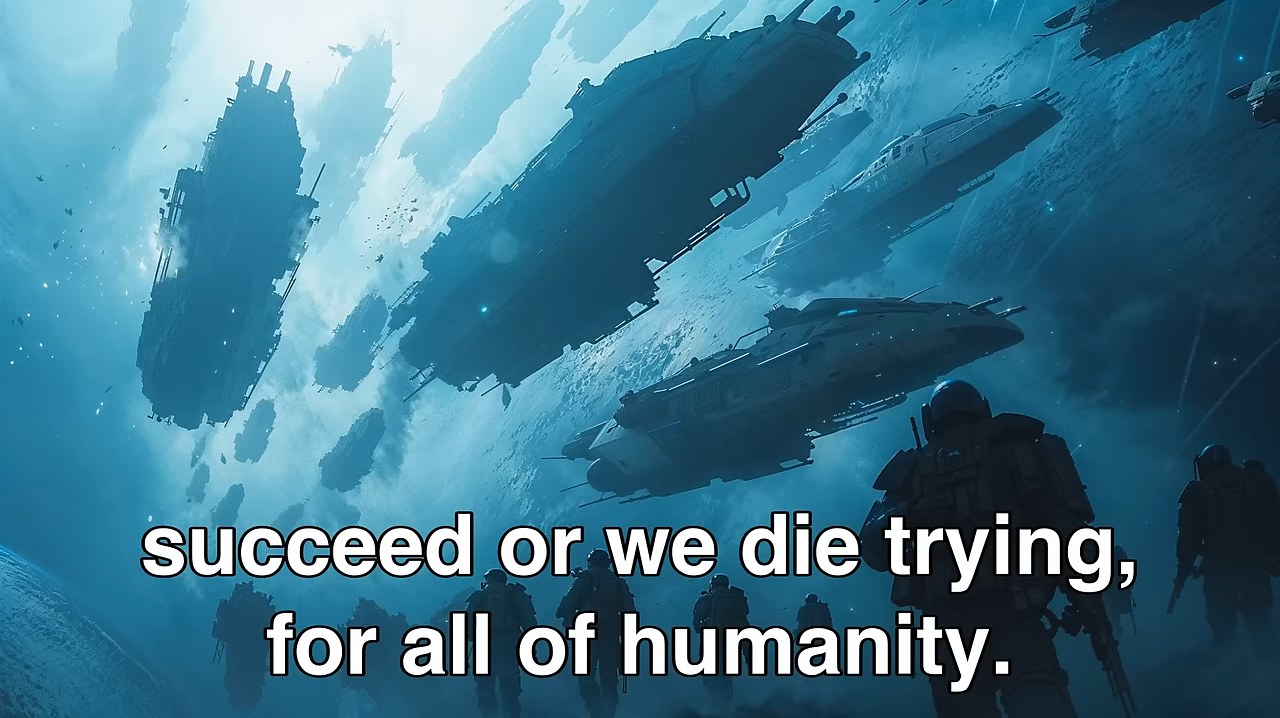 succeed or we die trying,
for all of humanity.